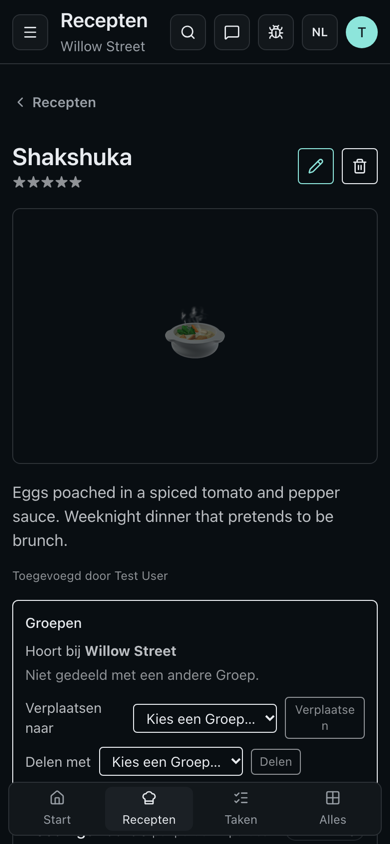 Recepten
Willow Street
NL
T
Recepten
Shakshuka
Eggs poached in a spiced tomato and pepper
sauce. Weeknight dinner that pretends to be
brunch.
Toegevoegd door Test User
Groepen
Hoort bij Willow Street
Niet gedeeld met een andere Groep.
Verplaatsen
naar
Kies een Groep...
Verplaatse
n
Delen met
Kies een Groep...
Delen
Start
Recepten
Taken
Alles